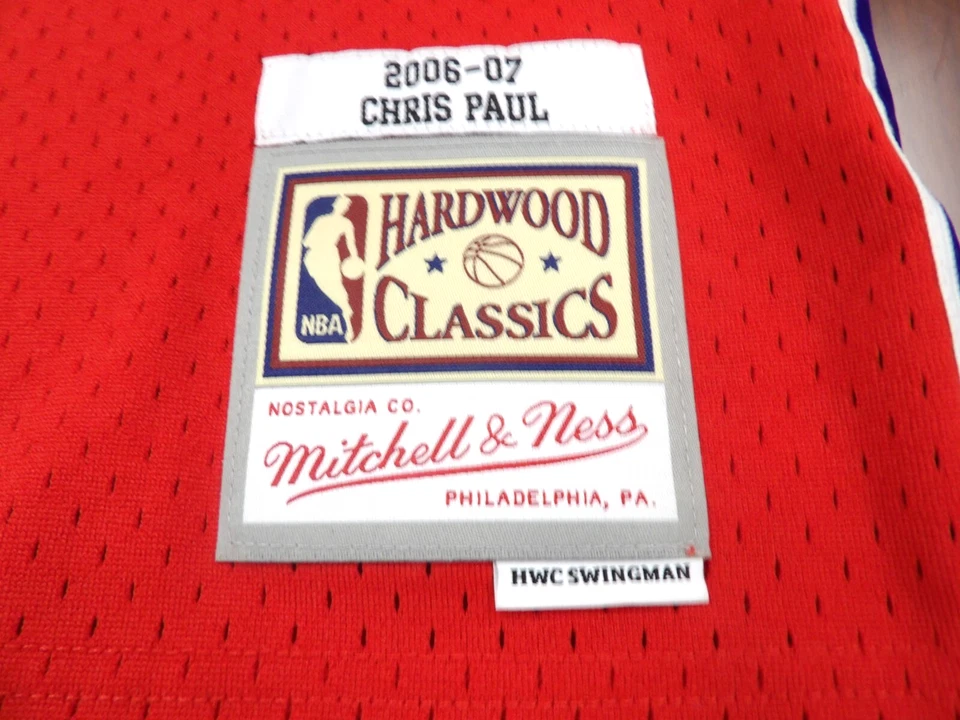 2006-07
CHRIS PAUL
HARDWOOD
CLASSICS
NBA
NOSTALGIA CO.
Mitchell & Ness
PHILADELPHIA, PA.
HWC SWINGMAN